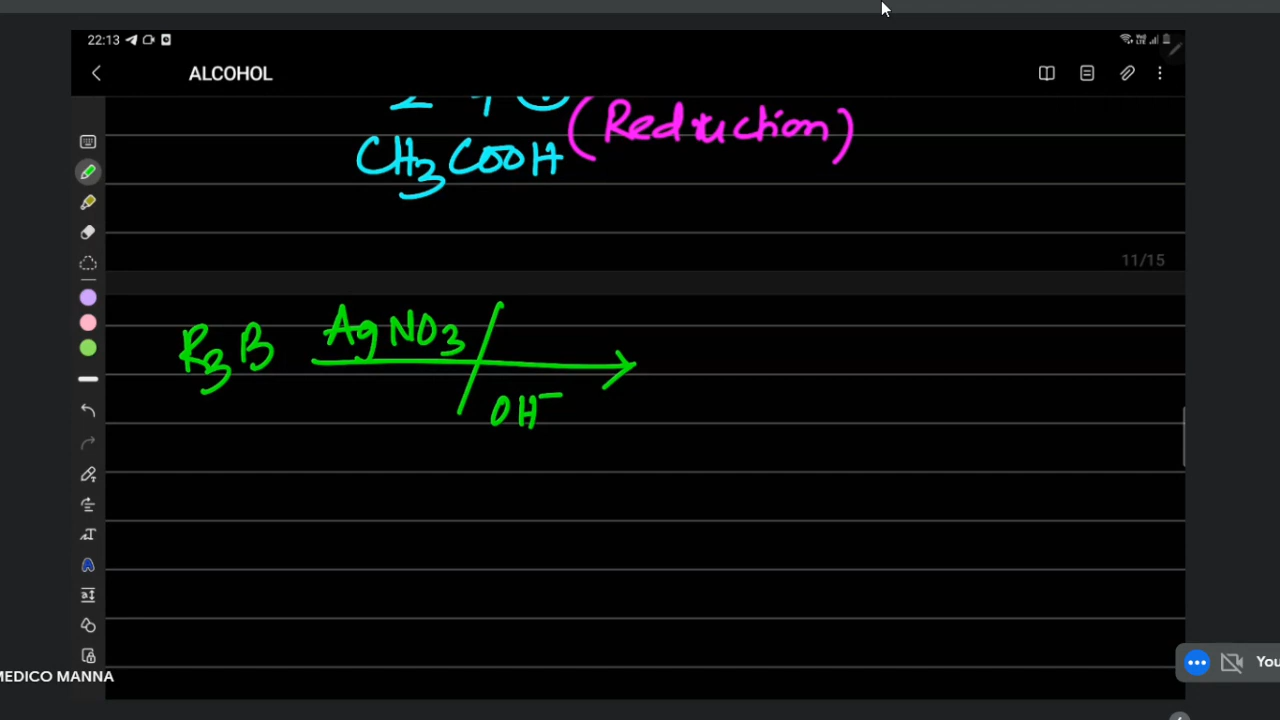 22:13
ALCOHOL
(Reduction)
CH3COOH
11/15
R3B AgNO3/
OH-
MEDICO MANNA
You